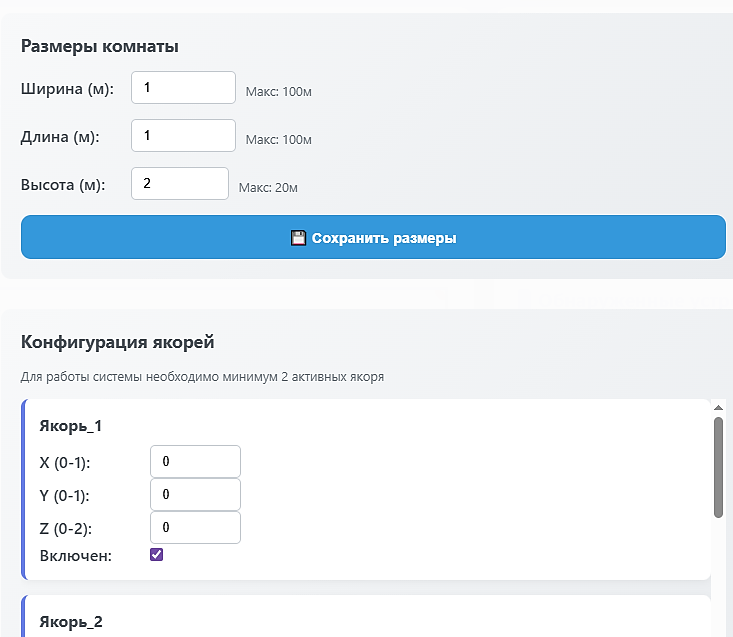 Размеры комнаты
Ширина (м): 1 Макс: 100м
Длина (м): 1 Макс: 100м
Высота (м): 2 Макс: 20м
💾 Сохранить размеры
Конфигурация якорей
Для работы системы необходимо минимум 2 активных якоря
Якорь_1
X (0-1): 0
Y (0-1): 0
Z (0-2): 0
Включен:
Якорь_2